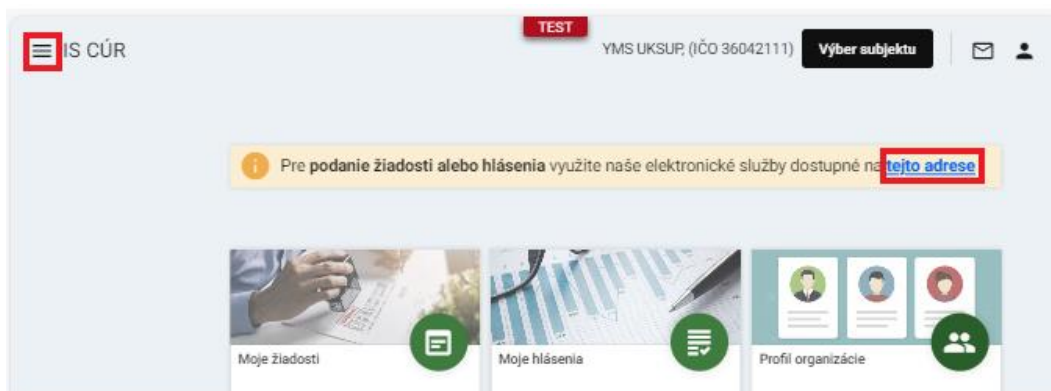 TEST
IS CÚR
YMS UKSUP, (IČO 36042111) Výber subjektu
Pre podanie žiadosti alebo hlásenia využite naše elektronické služby dostupné na tejto adrese
Moje žiadosti
Moje hlásenia
Profil organizácie